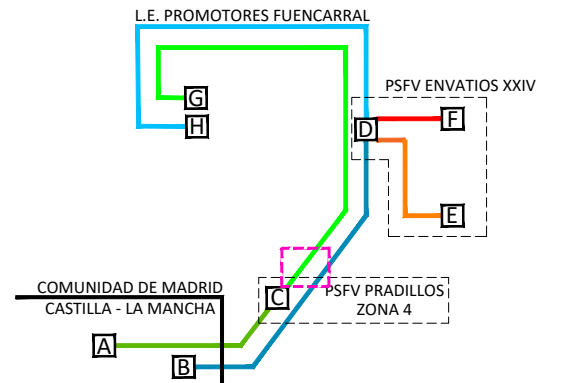 L.E. PROMOTORES FUENCARRAL
PSFV ENVATIOS XXIV
G
H
F
D
E
C
PSFV PRADILLOS
ZONA 4
COMUNIDAD DE MADRID
CASTILLA - LA MANCHA
A
B